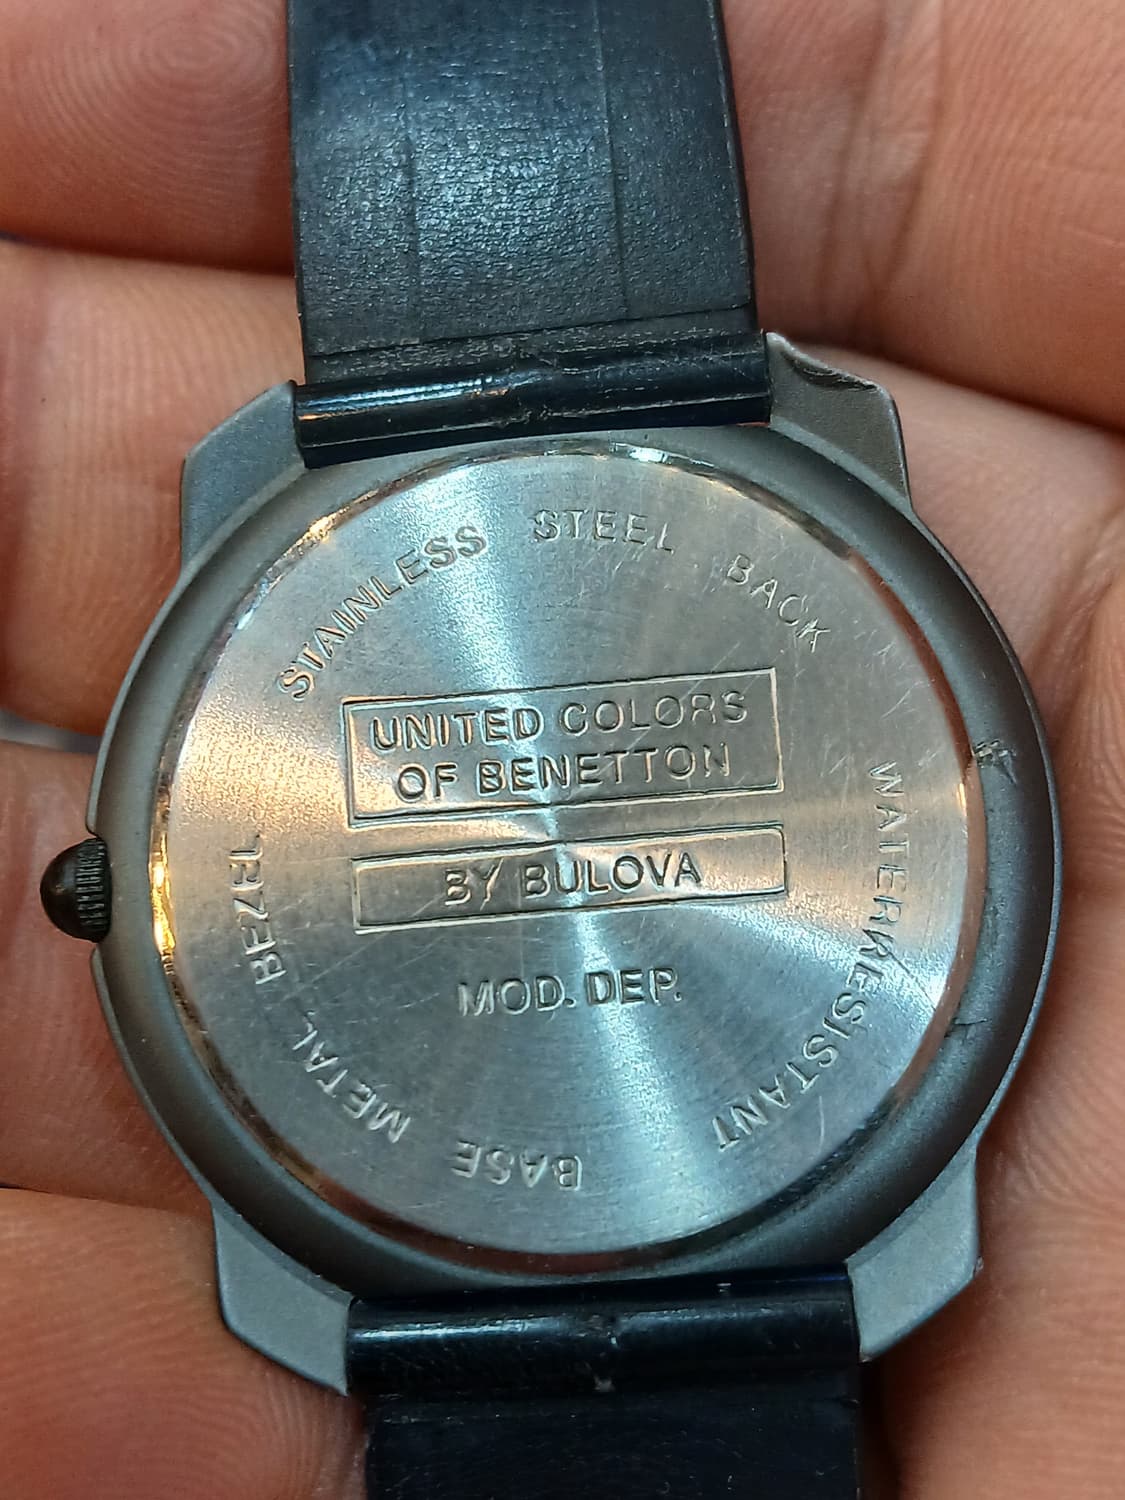 STAINLESS STEEL BACK
WATER RESISTANT
BASE METAL BEZEL
UNITED COLORS
OF BENETTON
BY BULOVA
MOD. DEP.